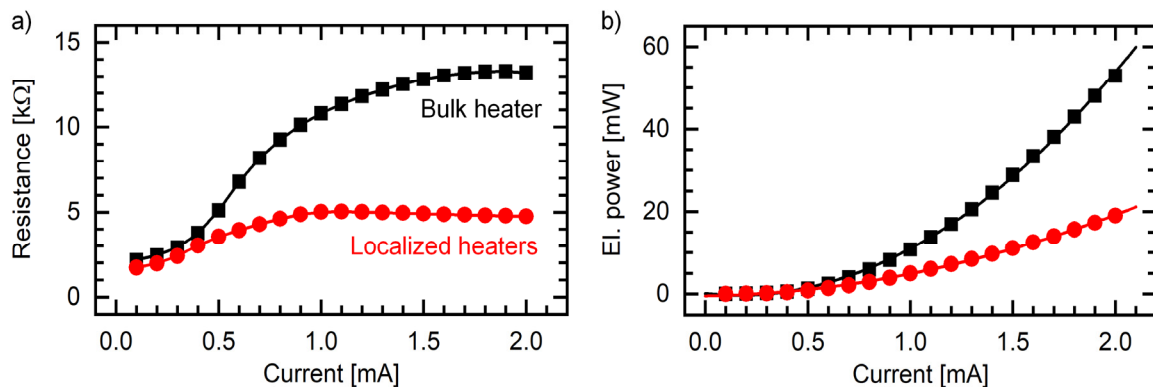 a)
Resistance [kΩ]
15
10
5
0
Bulk heater
Localized heaters
0.0 0.5 1.0 1.5 2.0
Current [mA]
b)
El. power [mW]
60
40
20
0
0.0 0.5 1.0 1.5 2.0
Current [mA]